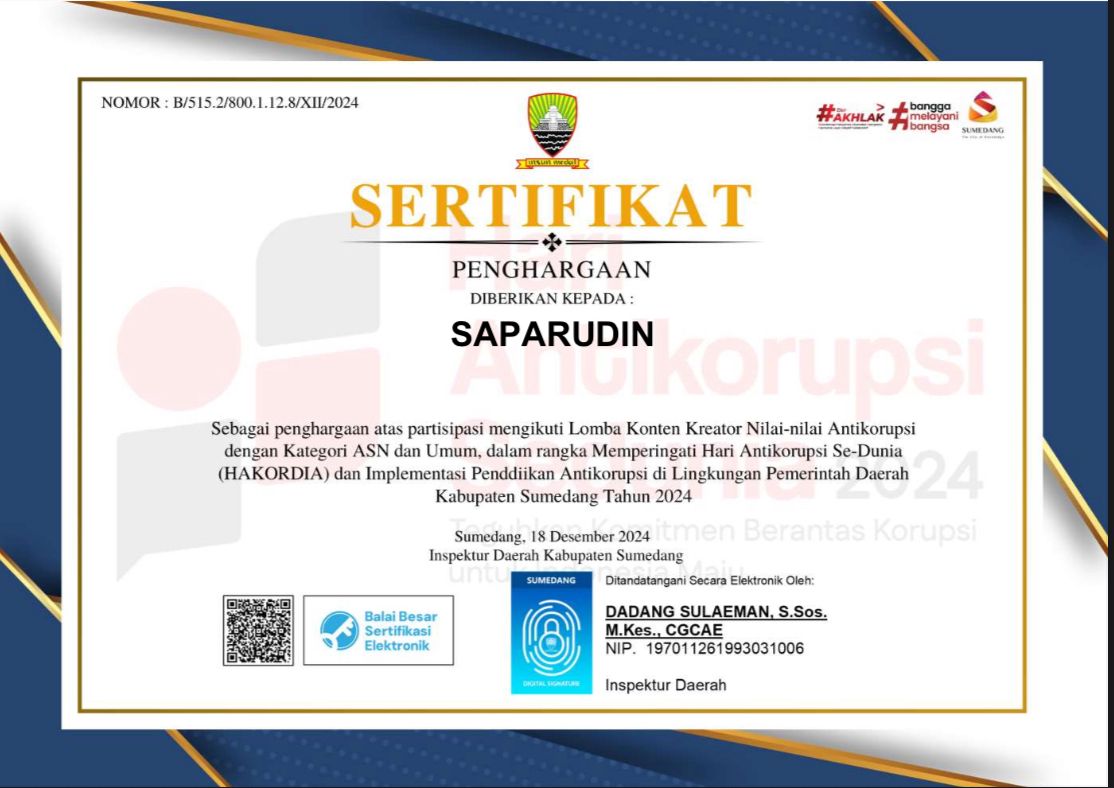 NOMOR : B/515.2/800.1.12.8/XII/2024
#AKHLAK
#bangga
melayani
bangsa
SUMEDANG
insun medal
SERTIFIKAT
PENGHARGAAN
DIBERIKAN KEPADA :
SAPARUDIN
Hari
Antikorupsi
Sedunia 2024
Teguhkan Komitmen Berantas Korupsi
untuk Indonesia Maju
Sebagai penghargaan atas partisipasi mengikuti Lomba Konten Kreator Nilai-nilai Antikorupsi
dengan Kategori ASN dan Umum, dalam rangka Memperingati Hari Antikorupsi Se-Dunia
(HAKORDIA) dan Implementasi Penddiikan Antikorupsi di Lingkungan Pemerintah Daerah
Kabupaten Sumedang Tahun 2024
Sumedang, 18 Desember 2024
Inspektur Daerah Kabupaten Sumedang
Balai Besar
Sertifikasi
Elektronik
SUMEDANG
DIGITAL SIGNATURE
Ditandatangani Secara Elektronik Oleh:
DADANG SULAEMAN, S.Sos.
M.Kes., CGCAE
NIP. 197011261993031006
Inspektur Daerah